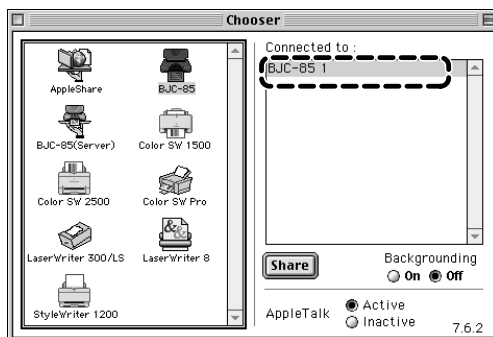 Chooser
AppleShare
BJC-85
BJC-85(Server)
Color SW 1500
Color SW 2500
Color SW Pro
LaserWriter 300/LS
LaserWriter 8
StyleWriter 1200
Connected to :
BJC-85 1
Share
Backgrounding
On Off
AppleTalk
Active
Inactive
7.6.2